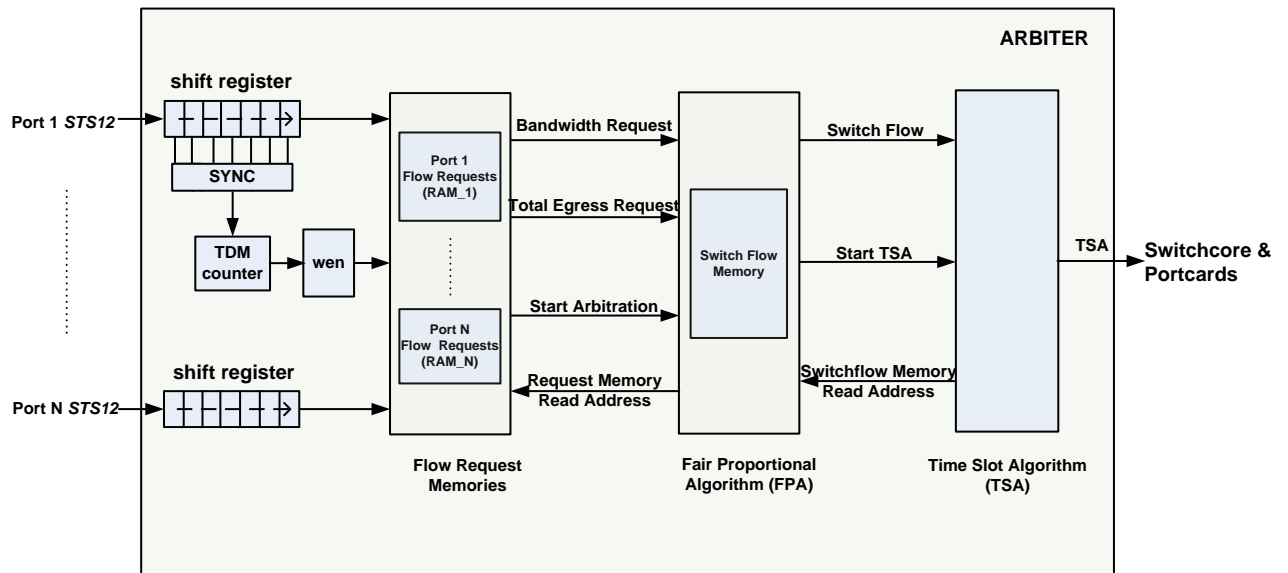 ARBITER
shift register
Port 1 STS12
SYNC
TDM
counter
wen
Port 1
Flow Requests
(RAM_1)
Port N
Flow Requests
(RAM_N)
Bandwidth Request
Total Egress Request
Start Arbitration
Request Memory
Read Address
Switch Flow
Memory
Switch Flow
Start TSA
Switchflow Memory
Read Address
TSA
Switchcore &
Portcards
shift register
Port N STS12
Flow Request
Memories
Fair Proportional
Algorithm (FPA)
Time Slot Algorithm
(TSA)